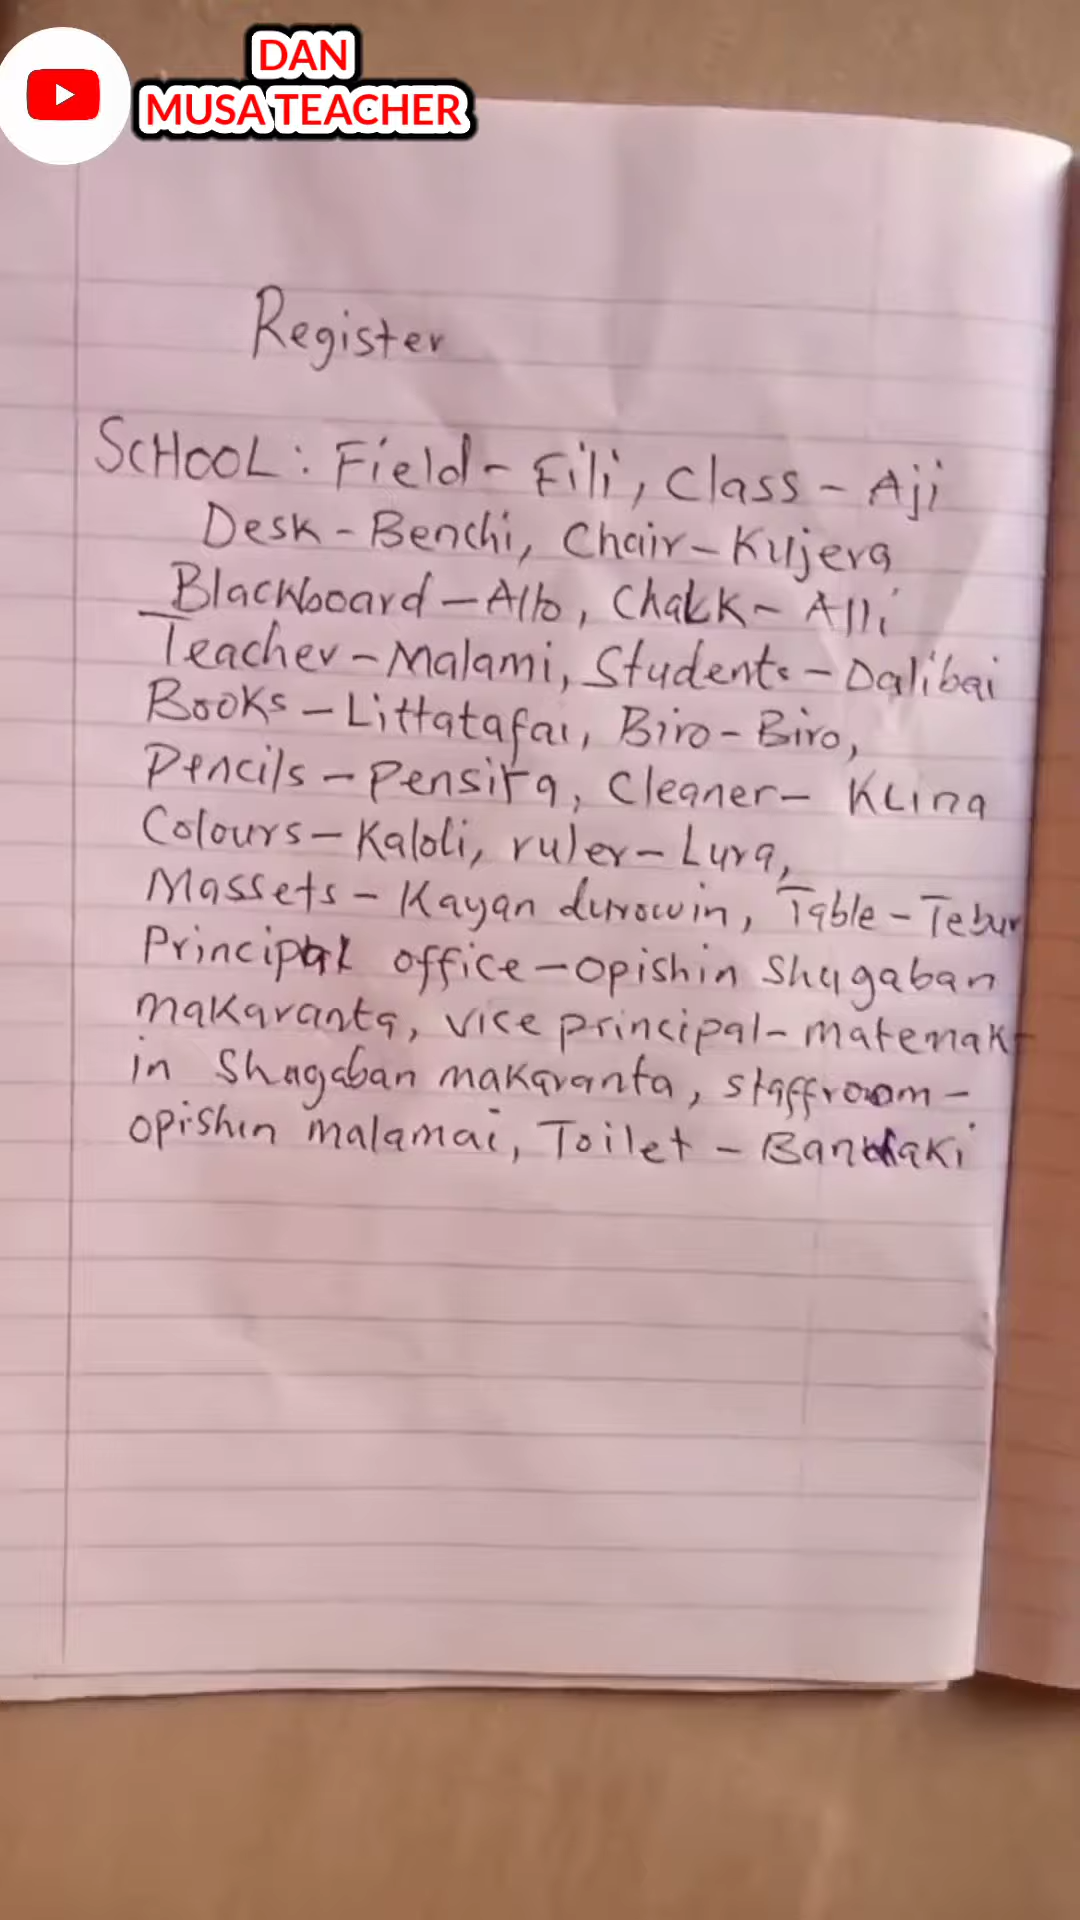 DAN
MUSA TEACHER
Register
SCHOOL: Field - Fili, Class - Aji
Desk - Benchi, Chair - Kujera
Blackboard - Allo, Chalk - Alli
Teacher - Malami, Students - Dalibai
Books - Littatafai, Biro - Biro,
Pencils - Pensira, Cleaner - Klina
Colours - Kaloli, ruler - Lura,
Massets - Kayan durowin, Table - Tebur
Principal office - opishin Shugaban
makaranta, vice principal - matemak
in Shugaban makaranta, staffroom -
opishin malamai, Toilet - Bandaki